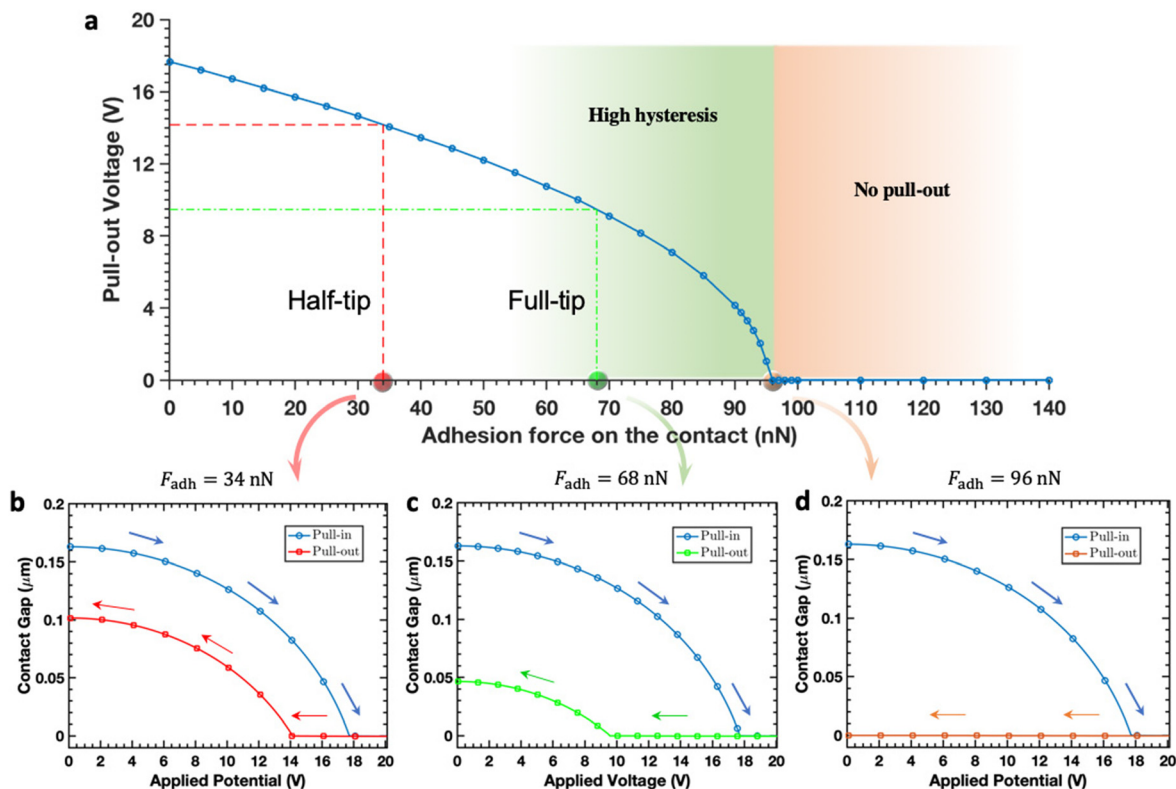 a
Pull-out Voltage (V)
20
16
12
8
4
0
High hysteresis
No pull-out
Half-tip
Full-tip
0 10 20 30 40 50 60 70 80 90 100 110 120 130 140
Adhesion force on the contact (nN)
F_adh = 34 nN
F_adh = 68 nN
F_adh = 96 nN
b
Contact Gap (μm)
0.2
0.15
0.1
0.05
0
Pull-in
Pull-out
0 2 4 6 8 10 12 14 16 18 20
Applied Potential (V)
c
Contact Gap (μm)
0.2
0.15
0.1
0.05
0
Pull-in
Pull-out
0 2 4 6 8 10 12 14 16 18 20
Applied Voltage (V)
d
Contact Gap (μm)
0.2
0.15
0.1
0.05
0
Pull-in
Pull-out
0 2 4 6 8 10 12 14 16 18 20
Applied Potential (V)